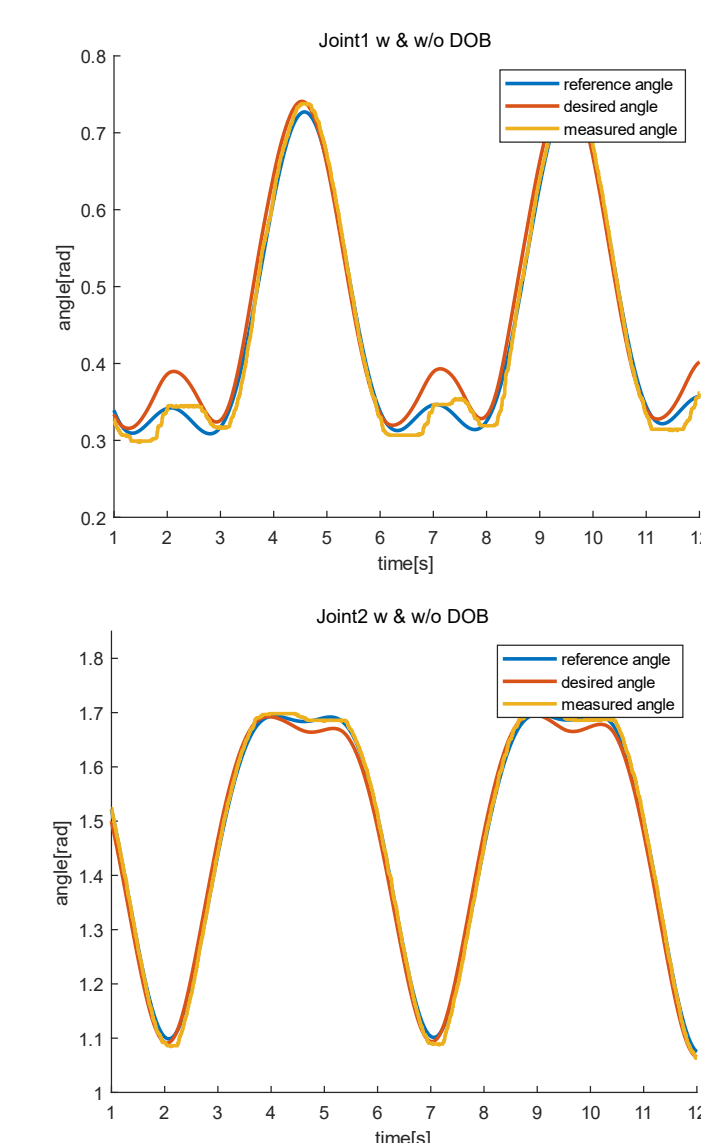 Joint1 w & w/o DOB
reference angle
desired angle
measured angle
angle[rad]
0.8
0.7
0.6
0.5
0.4
0.3
0.2
1 2 3 4 5 6 7 8 9 10 11 12
time[s]
Joint2 w & w/o DOB
reference angle
desired angle
measured angle
angle[rad]
1.8
1.7
1.6
1.5
1.4
1.3
1.2
1.1
1
1 2 3 4 5 6 7 8 9 10 11 12
time[s]